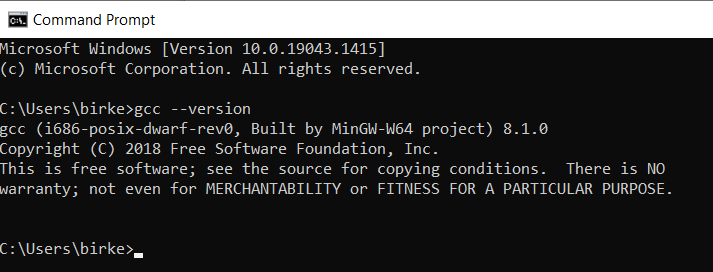 Command Prompt
Microsoft Windows [Version 10.0.19043.1415]
(c) Microsoft Corporation. All rights reserved.
C:\Users\birke>gcc --version
gcc (i686-posix-dwarf-rev0, Built by MinGW-W64 project) 8.1.0
Copyright (C) 2018 Free Software Foundation, Inc.
This is free software; see the source for copying conditions.  There is NO
warranty; not even for MERCHANTABILITY or FITNESS FOR A PARTICULAR PURPOSE.
C:\Users\birke>